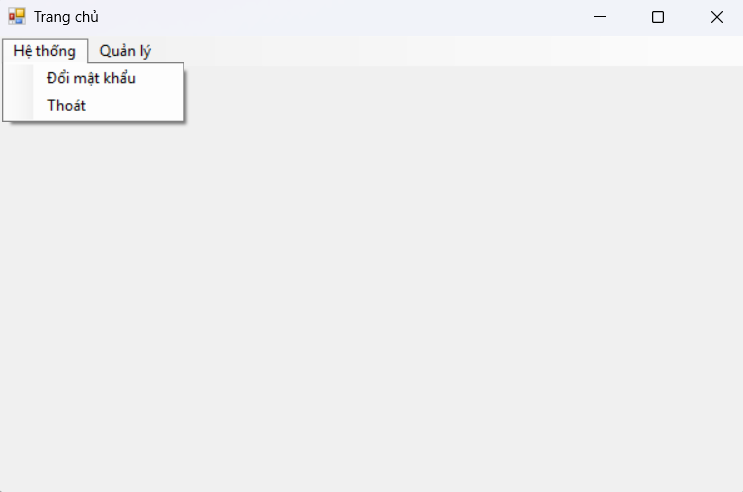 Trang chủ
Hệ thống Quản lý
Đổi mật khẩu
Thoát